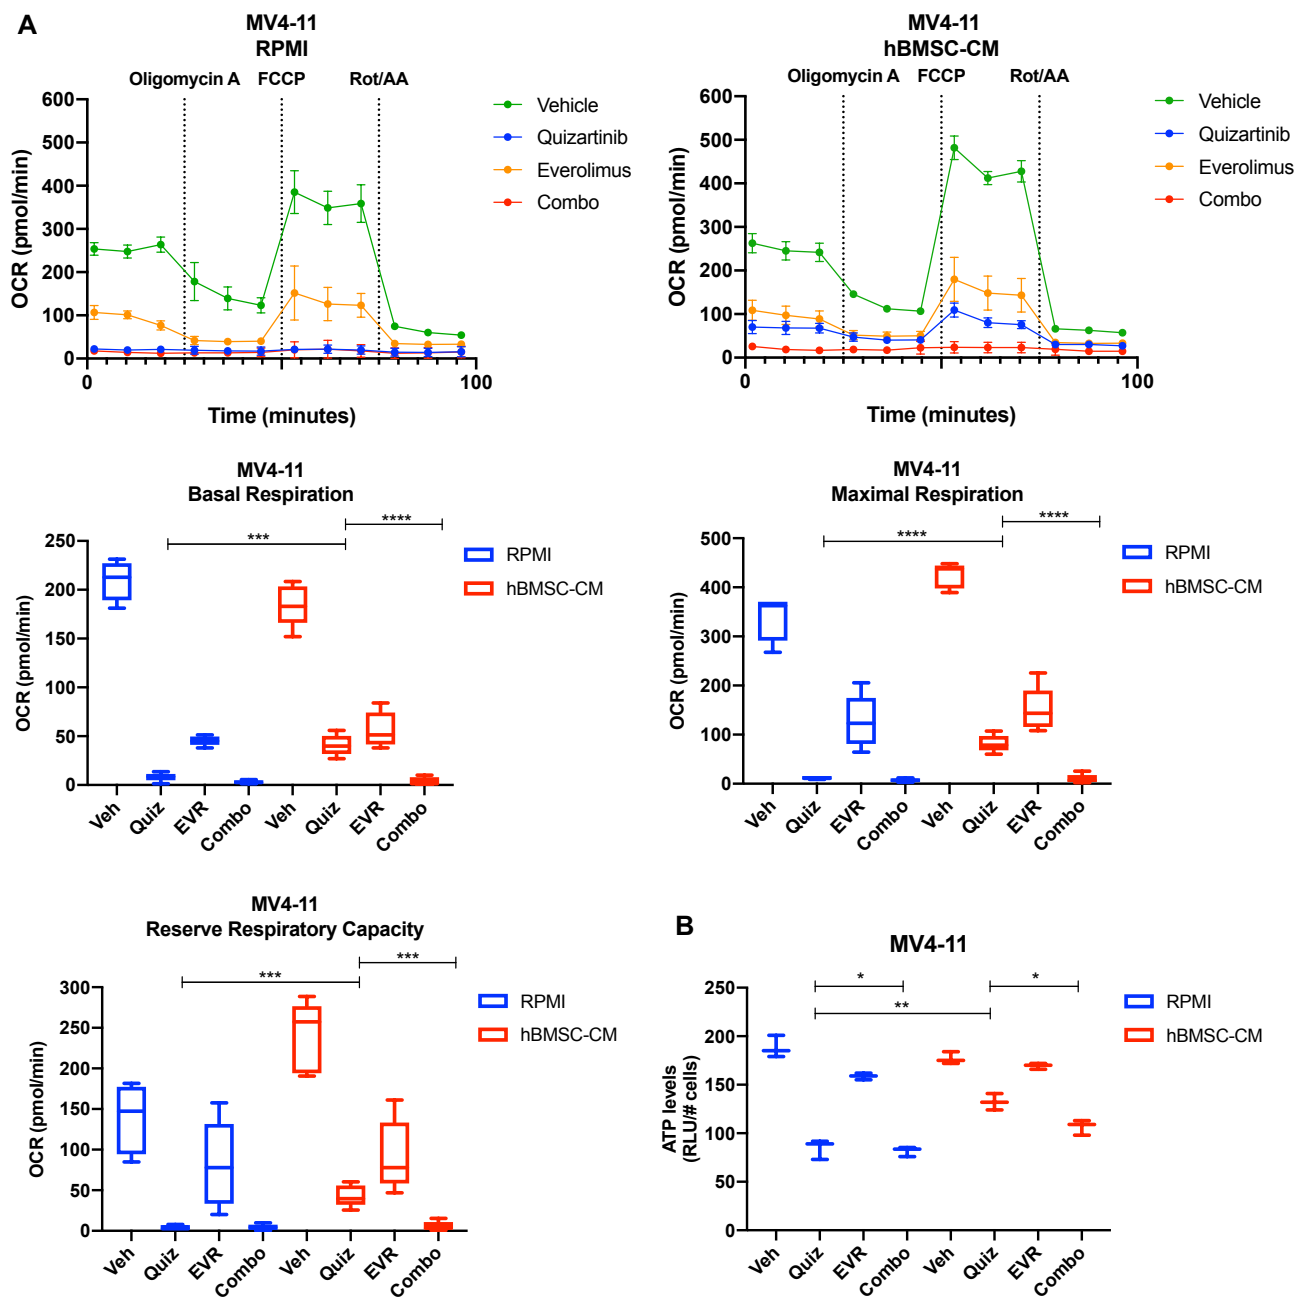 A
MV4-11
RPMI
Oligomycin A FCCP Rot/AA
600
500
400
300
200
100
0
OCR (pmol/min)
0 100
Time (minutes)
Vehicle
Quizartinib
Everolimus
Combo
MV4-11
hBMSC-CM
Oligomycin A FCCP Rot/AA
600
500
400
300
200
100
0
OCR (pmol/min)
0 100
Time (minutes)
Vehicle
Quizartinib
Everolimus
Combo
MV4-11
Basal Respiration
****
***
250
200
150
100
50
0
OCR (pmol/min)
Veh Quiz EVR Combo Veh Quiz EVR Combo
RPMI
hBMSC-CM
MV4-11
Maximal Respiration
****
****
500
400
300
200
100
0
OCR (pmol/min)
Veh Quiz EVR Combo Veh Quiz EVR Combo
RPMI
hBMSC-CM
MV4-11
Reserve Respiratory Capacity
***
***
300
250
200
150
100
50
0
OCR (pmol/min)
Veh Quiz EVR Combo Veh Quiz EVR Combo
RPMI
hBMSC-CM
B
MV4-11
* *
**
250
200
150
100
50
0
ATP levels
(RLU/# cells)
Veh Quiz EVR Combo Veh Quiz EVR Combo
RPMI
hBMSC-CM